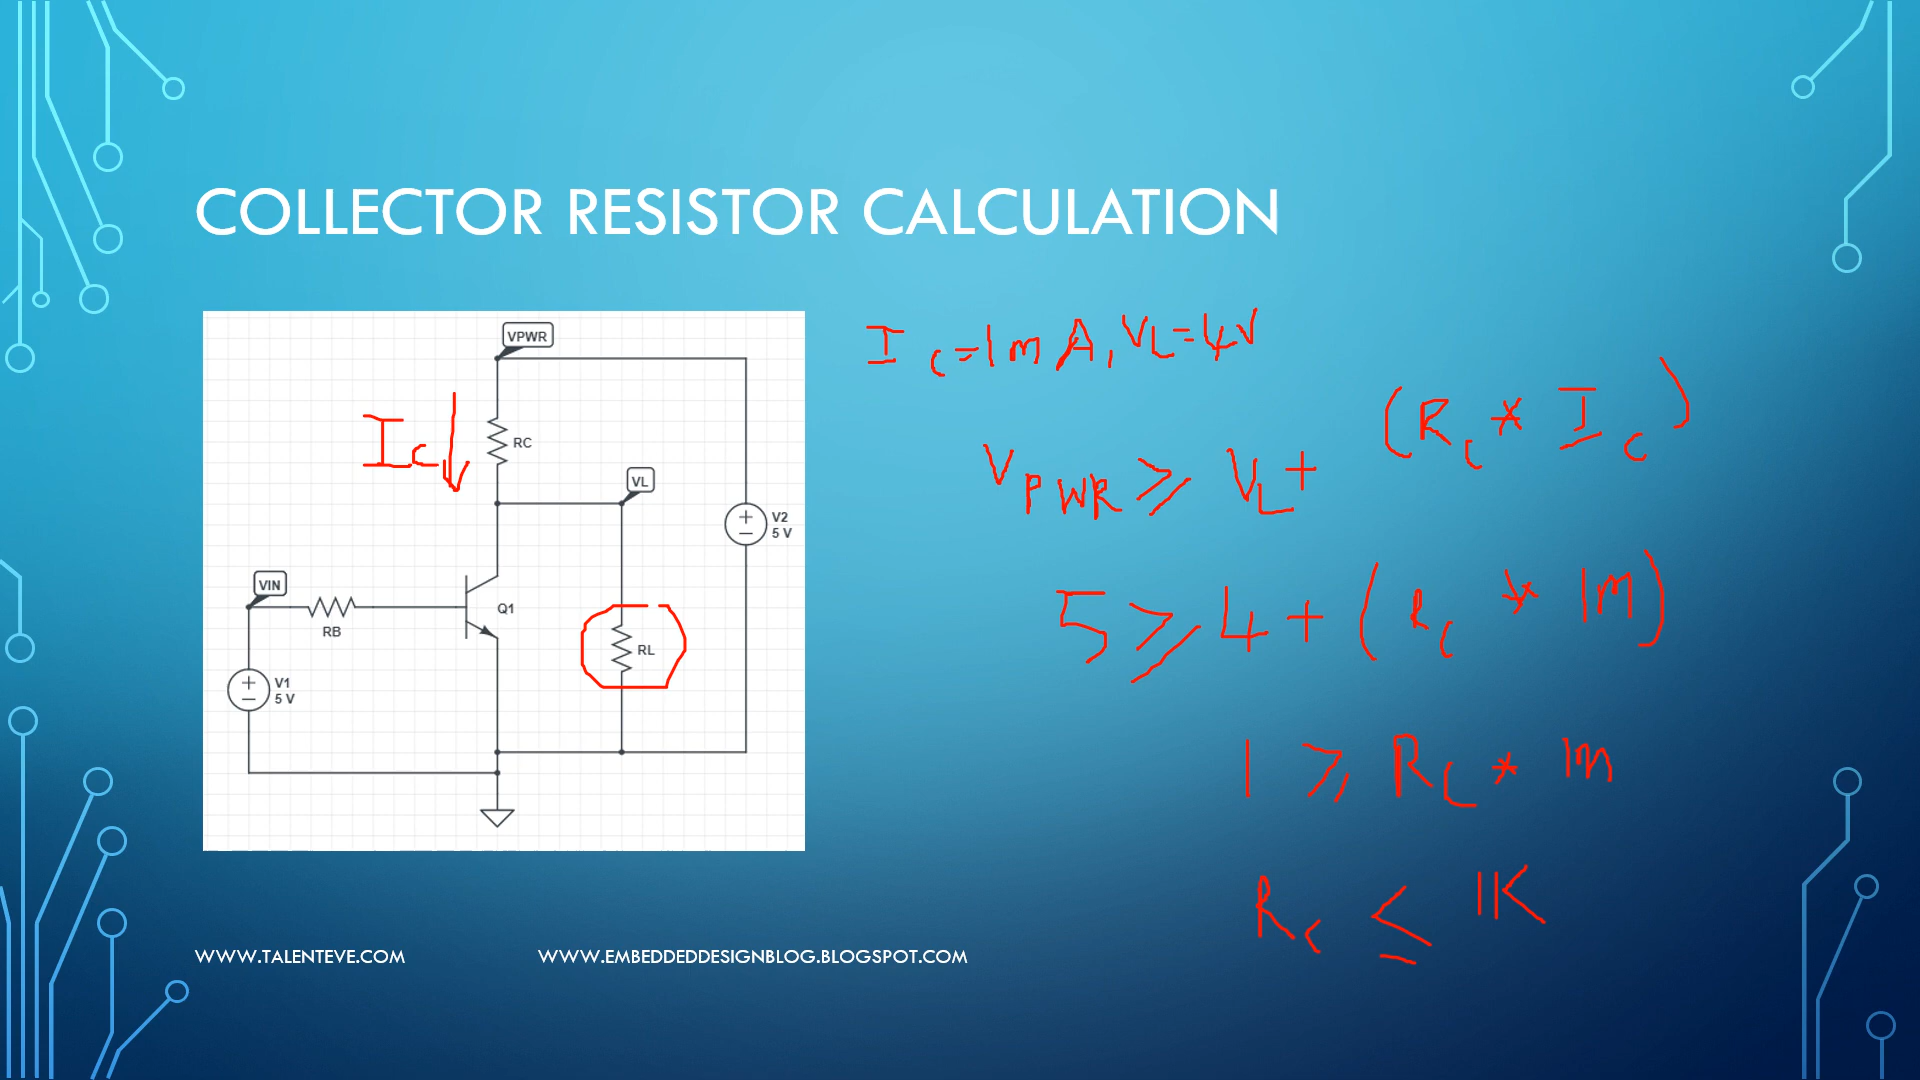 COLLECTOR RESISTOR CALCULATION
VPWR
Ic
RC
VL
V2
5 V
VIN
RB
Q1
RL
V1
5 V
Ic=1mA, VL=4V
VPWR ≥ VL + (Rc * Ic)
5 ≥ 4 + (Rc * 1m)
1 ≥ Rc * 1m
Rc ≤ 1K
WWW.TALENTEVE.COM
WWW.EMBEDDEDDESIGNBLOG.BLOGSPOT.COM